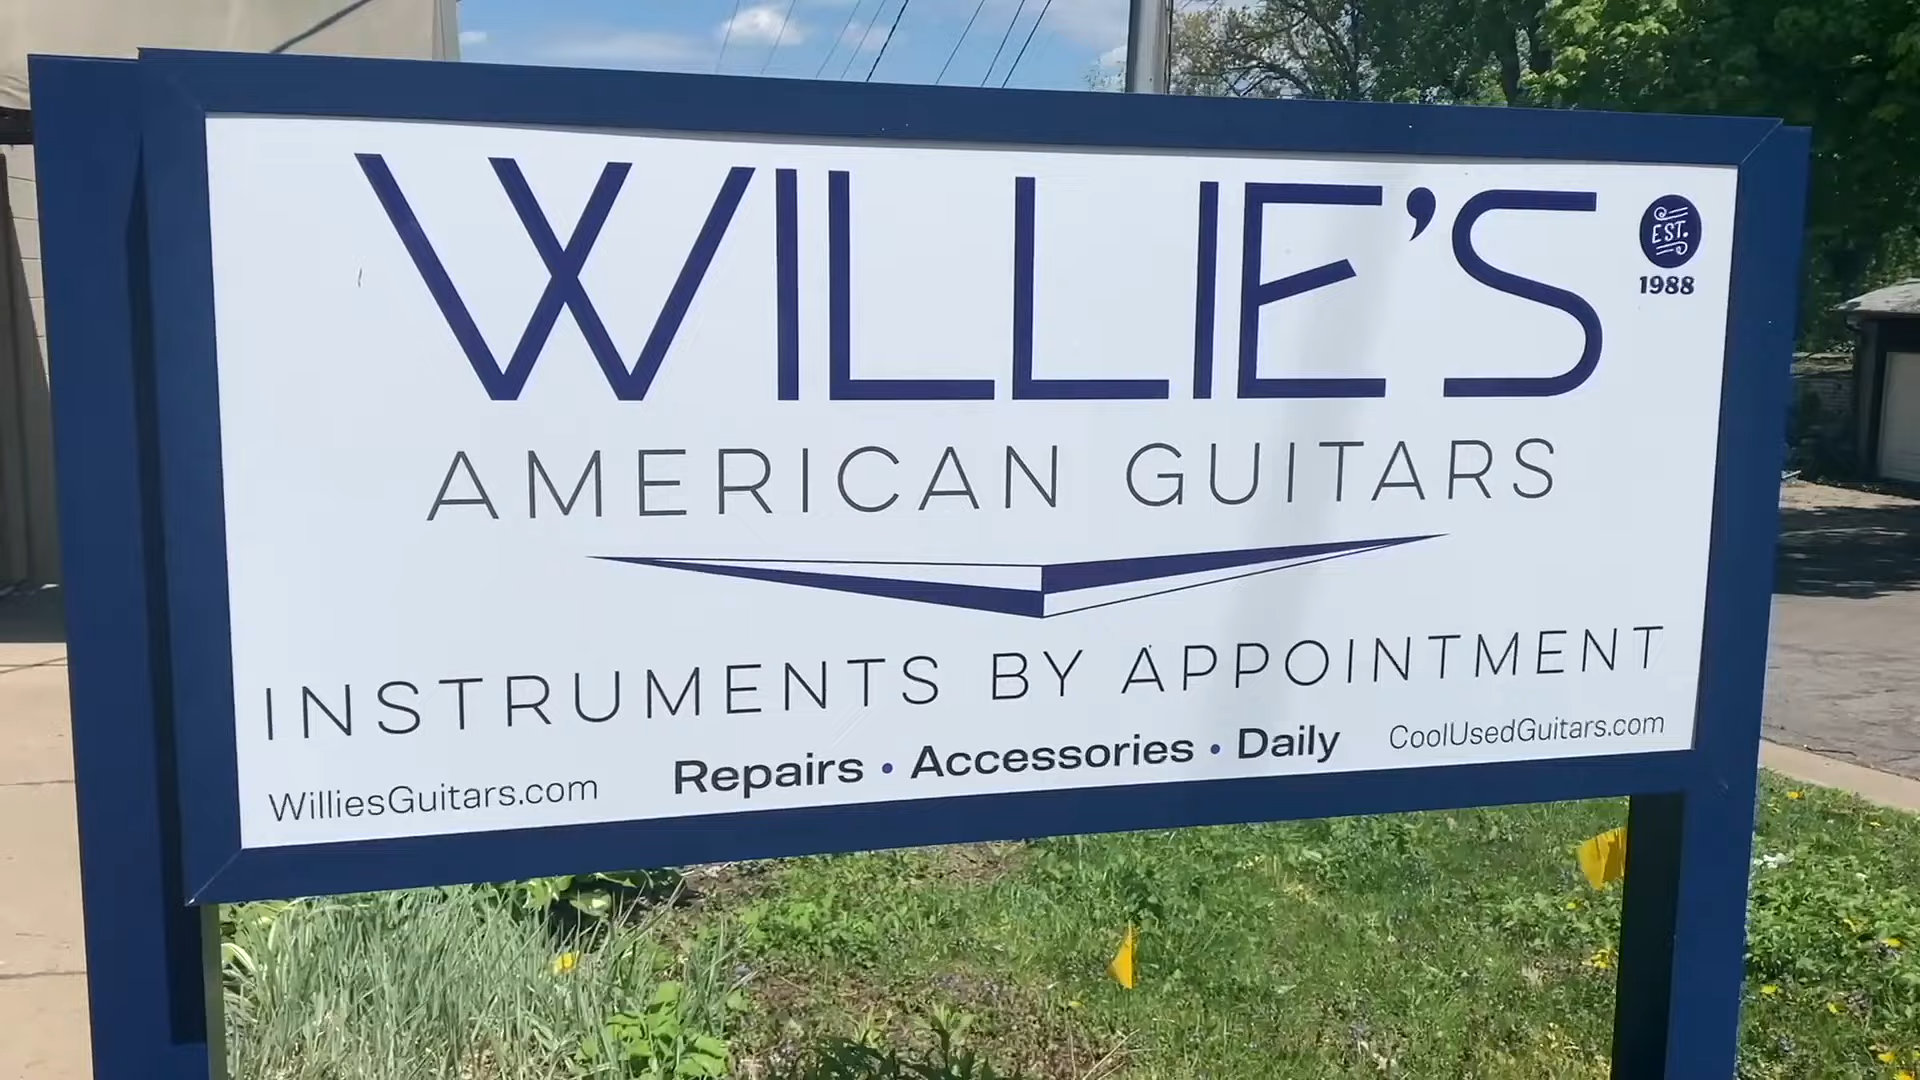 WILLIE'S
EST.
1988
AMERICAN GUITARS
INSTRUMENTS BY APPOINTMENT
WilliesGuitars.com
Repairs • Accessories • Daily
CoolUsedGuitars.com